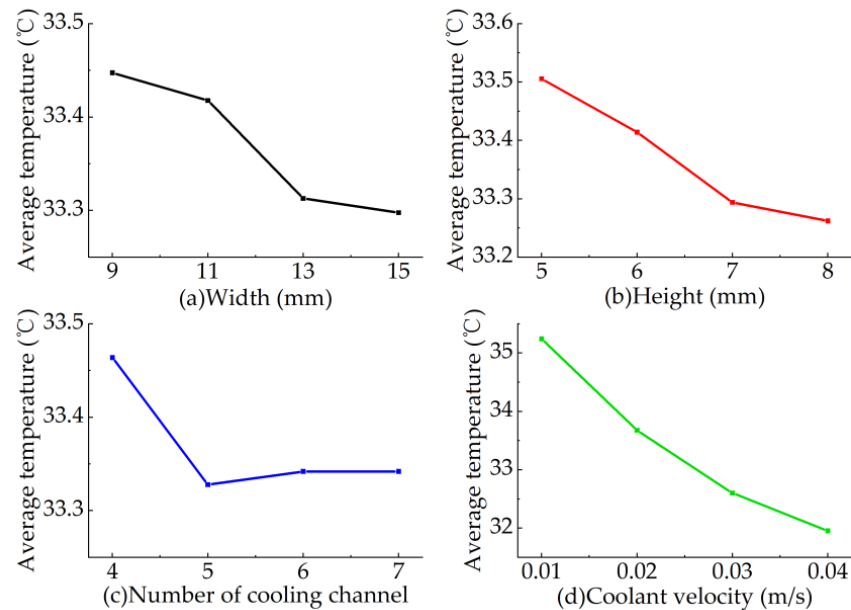 Average temperature (℃)
33.5
33.4
33.3
9 11 13 15
(a)Width (mm)
Average temperature (℃)
33.6
33.5
33.4
33.3
33.2
5 6 7 8
(b)Height (mm)
Average temperature (℃)
33.5
33.4
33.3
4 5 6 7
(c)Number of cooling channel
Average temperature (℃)
35
34
33
32
0.01 0.02 0.03 0.04
(d)Coolant velocity (m/s)